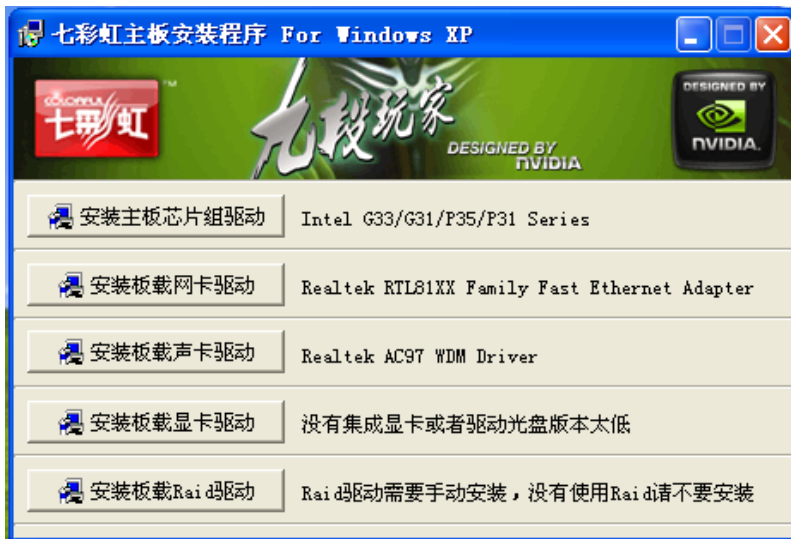 七彩虹主板安装程序 For Windows XP
COLORFUL
七彩虹
TM
九段玩家
DESIGNED BY
NVIDIA
DESIGNED BY
NVIDIA.
安装主板芯片组驱动 Intel G33/G31/P35/P31 Series
安装板载网卡驱动 Realtek RTL81XX Family Fast Ethernet Adapter
安装板载声卡驱动 Realtek AC97 WDM Driver
安装板载显卡驱动 没有集成显卡或者驱动光盘版本太低
安装板载Raid驱动 Raid驱动需要手动安装，没有使用Raid请不要安装